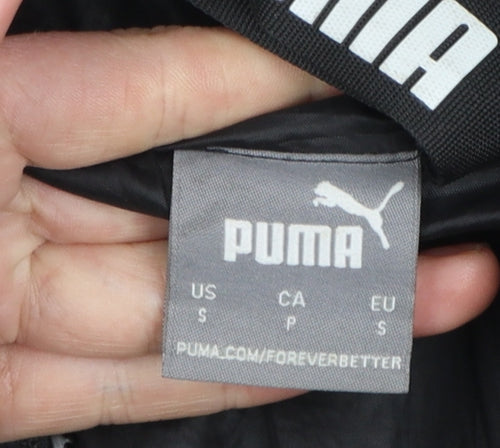 PUMA
US CA EU
S P S
PUMA.COM/FOREVERBETTER